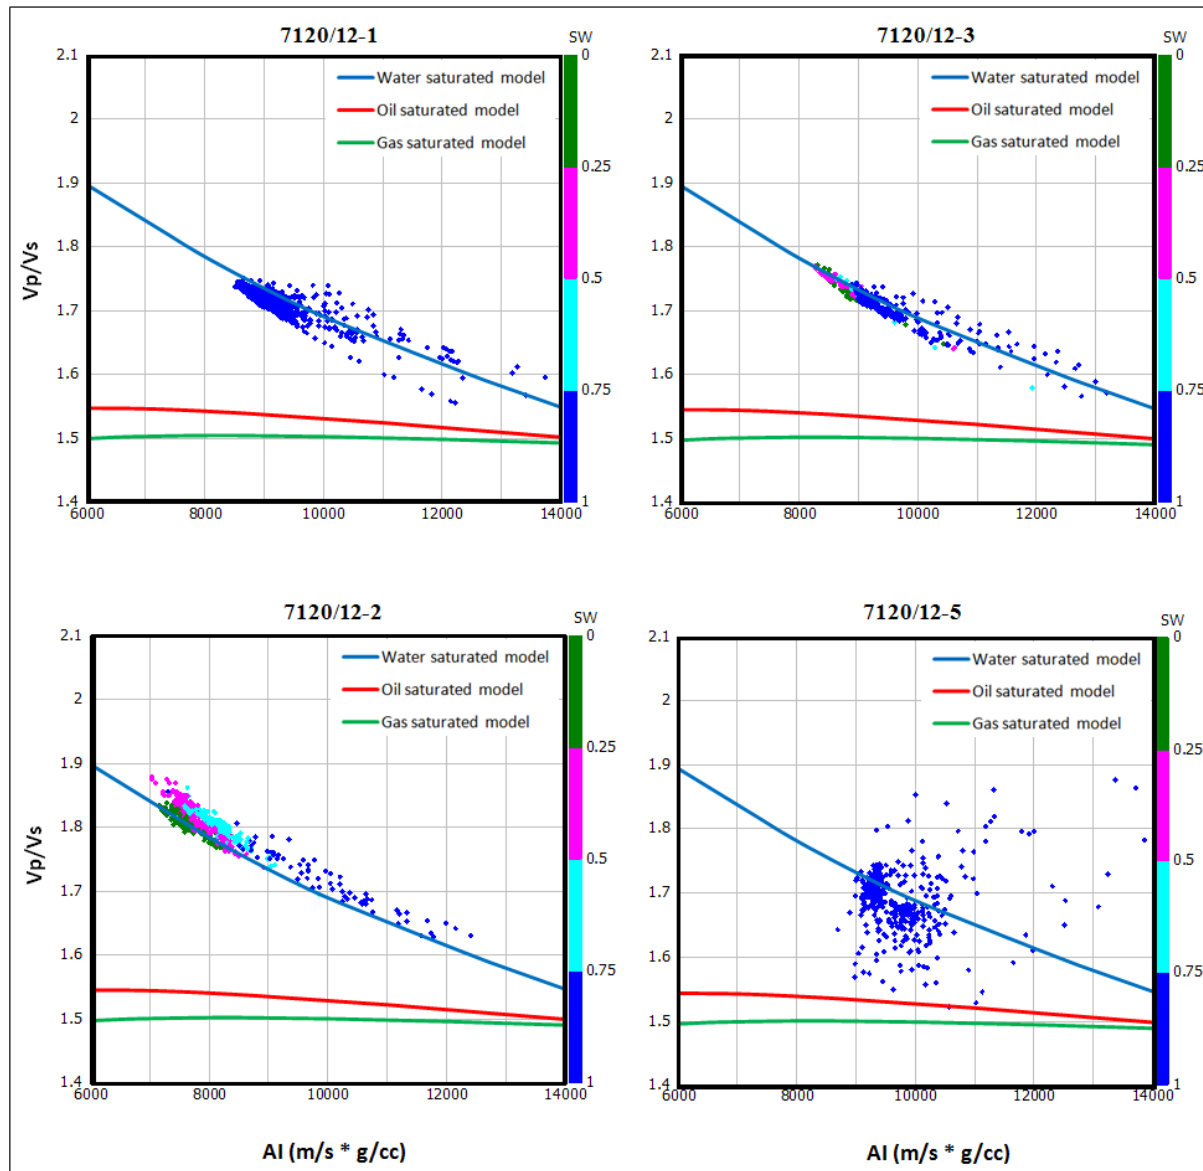 7120/12-1
SW
2.1
2
1.9
1.8
1.7
1.6
1.5
1.4
Vp/Vs
Water saturated model
Oil saturated model
Gas saturated model
0
0.25
0.5
0.75
1
6000 8000 10000 12000 14000
7120/12-3
SW
2.1
2
1.9
1.8
1.7
1.6
1.5
1.4
Water saturated model
Oil saturated model
Gas saturated model
0
0.25
0.5
0.75
1
6000 8000 10000 12000 14000
7120/12-2
SW
2.1
2
1.9
1.8
1.7
1.6
1.5
1.4
Vp/Vs
Water saturated model
Oil saturated model
Gas saturated model
0
0.25
0.5
0.75
1
6000 8000 10000 12000 14000
AI (m/s * g/cc)
7120/12-5
SW
2.1
2
1.9
1.8
1.7
1.6
1.5
1.4
Water saturated model
Oil saturated model
Gas saturated model
0
0.25
0.5
0.75
1
6000 8000 10000 12000 14000
AI (m/s * g/cc)